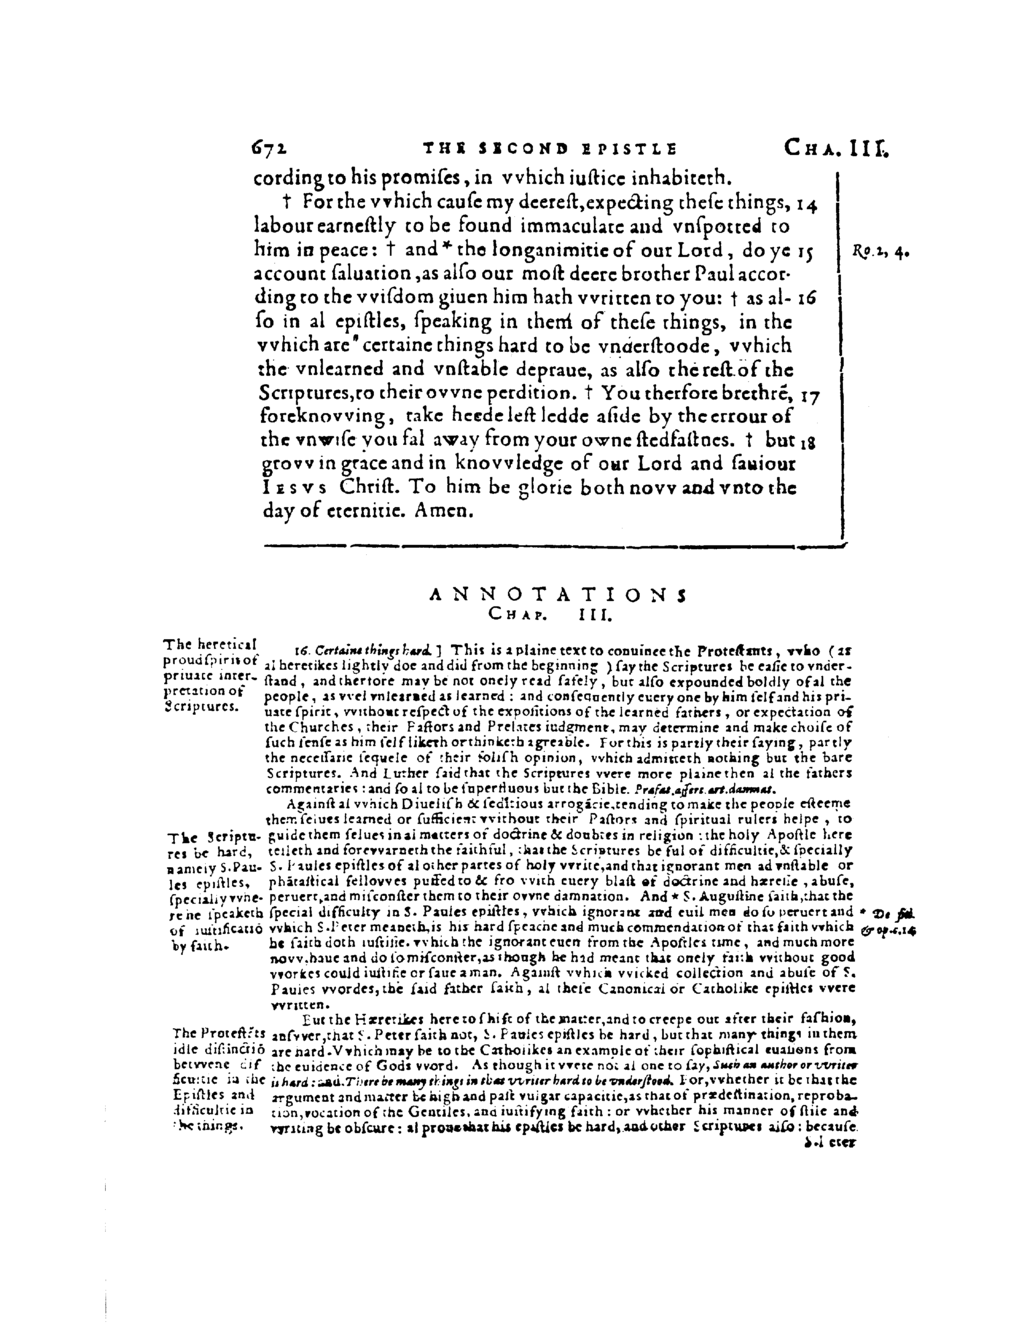 672 THE SECOND EPISTLE CHA. III.
cording to his promiſes, in vvhich iuſtice inhabiteth.
† For the vvhich cauſe my deereſt, expecting theſe things, 14
labour earneſtly to be found immaculate and vnſpotted to
him in peace: † and * the longanimitie of our Lord, do ye 15
Ro. 2, 4.
account ſaluation, as alſo our moſt deere brother Paul accor-
ding to the vviſdom giuen him hath vvritten to you: † as al- 16
ſo in al epiſtles, ſpeaking in them of theſe things, in the
vvhich are " certaine things hard to be vnderſtoode, vvhich
the vnlearned and vnſtable depraue, as alſo the reſt of the
Scriptures, to their ovvne perdition. † You therfore brethrẽ, 17
foreknovving, take heede leſt ledde aſide by the errour of
the vnwiſe you fal away from your owne ſtedfaſtnes. † but 18
grovv in grace and in knovvledge of our Lord and ſauiour
IESVS Chriſt. To him be glorie both novv and vnto the
day of eternitie. Amen.
ANNOTATIONS
CHAP. III.
The heretical
proud ſpirit of
priuate inter-
pretation of
Scriptures.
16. Certaine things hard. ] This is a plaine text to conuince the Proteſtants, vvho (as
al heretikes lightly doe and did from the beginning ) ſay the Scriptures be eaſie to vnder-
ſtand, and therfore may be not onely read ſafely, but alſo expounded boldly of al the
people, as vvel vnlearned as learned : and conſequently euery one by him ſelf and his pri-
uate ſpirit, vvithout reſpect of the expoſitions of the learned fathers, or expectation of
the Churches, their Paſtors and Prelates iudgment, may determine and make choiſe of
ſuch ſenſe as him ſelf liketh or thinketh agreable. For this is partly their ſaying, partly
the neceſſarie ſequele of their foliſh opinion, vvhich admitteth nothing but the bare
Scriptures. And Luther ſaid that the Scriptures vvere more plaine then al the fathers
commentaries : and ſo al to be ſuperfluous but the Bible. Præfat. aſſert. art. damnat.
Againſt al vvhich Diueliſh & ſeditious arrogãcie, tending to make the people eſteeme
them ſelues learned or ſufficient vvithout their Paſtors and ſpiritual rulers helpe, to
guide them ſelues in al matters of doctrine & doubtes in religion : the holy Apoſtle here
telleth and forevvarneth the faithful, that the Scriptures be ful of difficultie, & ſpecially
S. Paules epiſtles of al other partes of holy vvrite, and that ignorant men ad vnſtable or
phãtaſtical fellovves puffed to & fro vvith euery blaſt of doctrine and hæreſie, abuſe,
peruert, and miſconſter them to their ovvne damnation. And * S. Auguſtine ſaith, that the
ſpecial difficulty in S. Paules epiſtles, vvhich ignorant and euil men do ſo peruert and
vvhich S. Peter meaneth, is his hard ſpeache and much commendation of that faith vvhich
he ſaith doth iuſtifie. vvhich the ignorant euen from the Apoſtles time, and much more
novv, haue and do ſo miſconſter, as though he had meant that onely faith vvithout good
vvorkes could iuſtifie or ſaue a man. Againſt vvhich vvicked collection and abuſe of S.
Paules vvordes, the ſaid father ſaith, al theſe Canonical or Catholike epiſtles vvere
vvritten.
The Scriptu-
res be hard,
namely S. Pau-
les epiſtles,
ſpecially vvhe-
re he ſpeaketh
of iuſtificatiõ
by faith.
* De fid.
& op. c. 14
But the Hæretikes here to ſhift of the matter, and to creepe out after their faſhion,
anſvver, that S. Peter ſaith not, S. Paules epiſtles be hard, but that many things in them
are hard. Vvhich may be to the Catholikes an example of their ſophiſtical euaſions from
the euidence of Gods vvord. As though it vvere not al one to ſay, Such an author or vvriter
is hard : and. There be many things in that vvriter hard to be vnderſtood. For, vvhether it be that the
argument and matter be high and paſt vulgar capacitie, as that of prædeſtination, reproba-
tion, vocation of the Gentiles, and iuſtifying faith : or vvhether his manner of ſtile and
vvriting be obſcure : al proue that his epiſtles be hard, and other Scriptures alſo : becauſe
S. Peter
The Proteſtãts
idle diſtinctiõ
betvvene dif
ficultie in the
Epiſtles and
difficultie in
the things.